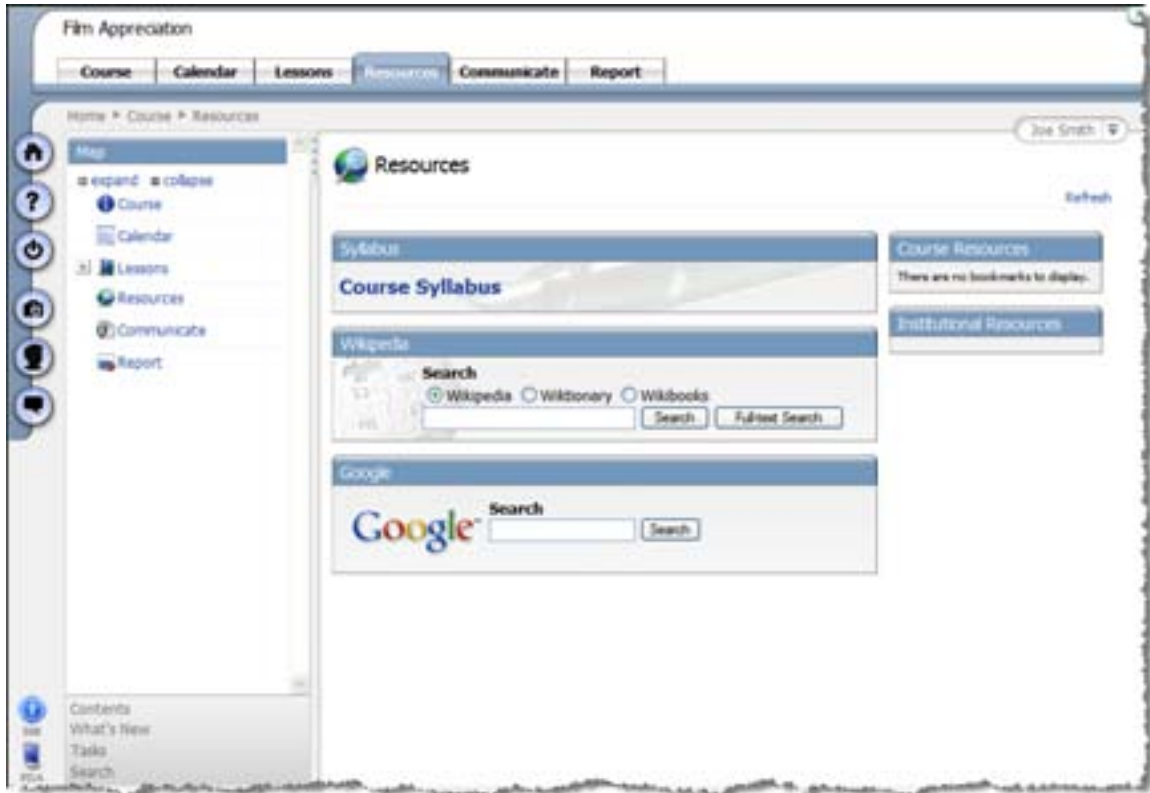 Film Appreciation
Course Calendar Lessons Resources Communicate Report
Home Course Resources
Joe Smith
Map
expand collapse
Course
Calendar
Lessons
Resources
Communicate
Report
Contents
What's New
Tasks
Search
PDA
Resources
Refresh
Syllabus
Course Syllabus
Wikipedia
Search
Wikipedia Wiktionary Wikibooks
Search Full-text Search
Google
Google
Search
Search
Course Resources
There are no bookmarks to display.
Institutional Resources